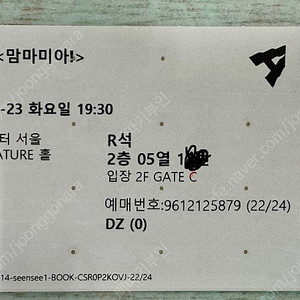 <맘마미아!>
-23 화요일 19:30
터 서울
ATURE 홀
R석
2층 05열 1
입장 2F GATE C
예매번호:9612125879 (22/24)
DZ (0)
14-seensee1-BOOK-CSR0P2KOVJ-22/24